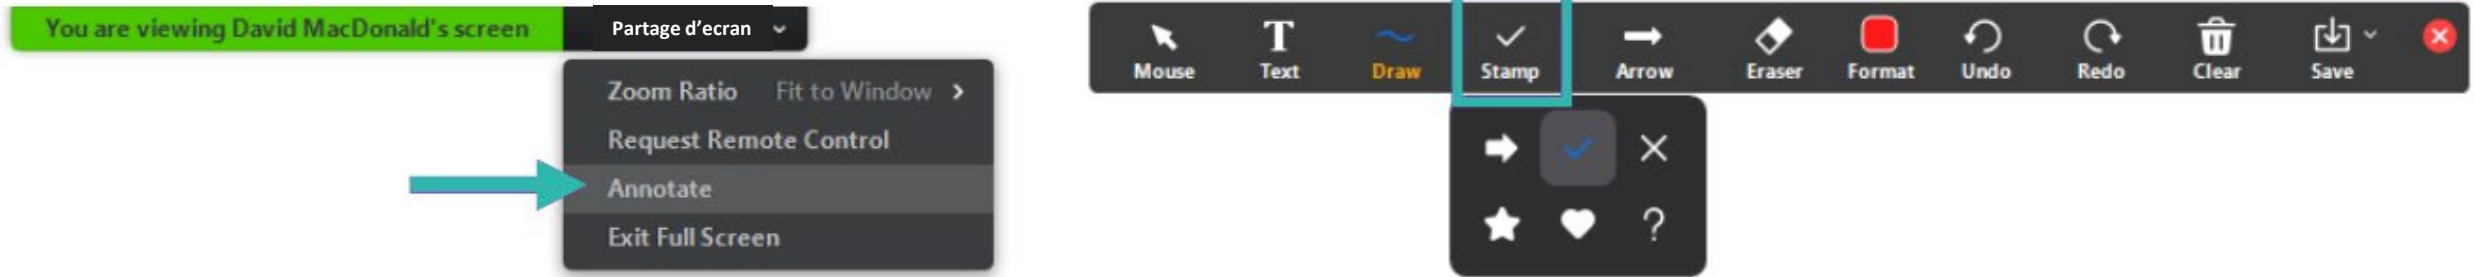 You are viewing David MacDonald's screen
Partage d’ecran
Zoom Ratio Fit to Window
Request Remote Control
Annotate
Exit Full Screen
Mouse Text Draw Stamp Arrow Eraser Format Undo Redo Clear Save